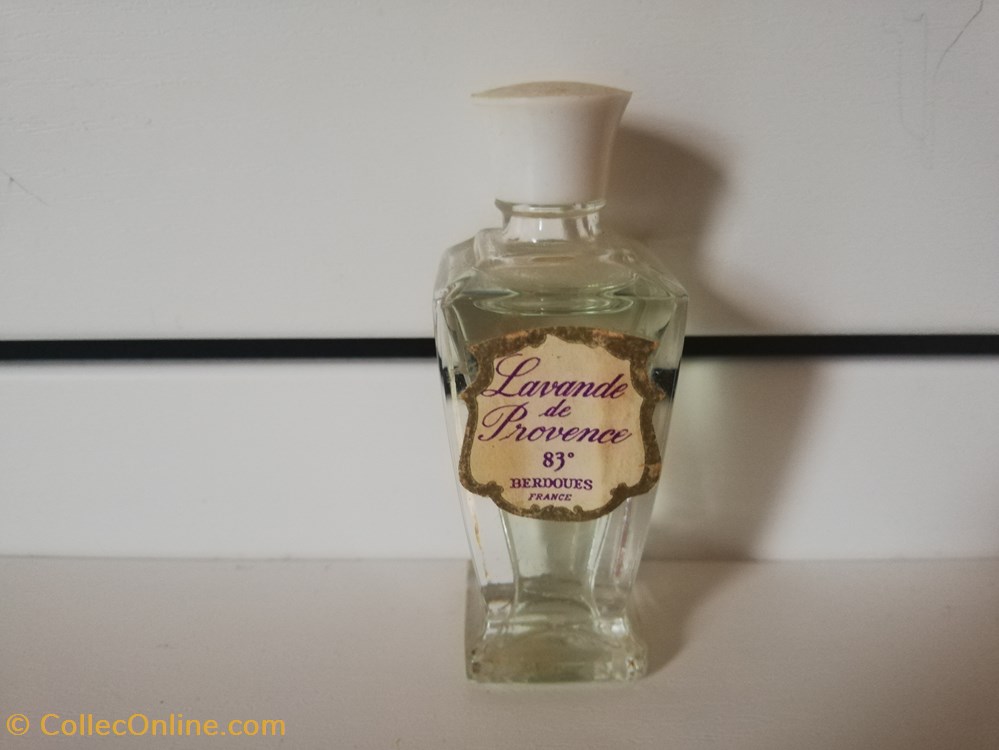 Lavande
de
Provence
83°
BERDOUES
FRANCE
© CollecOnline.com